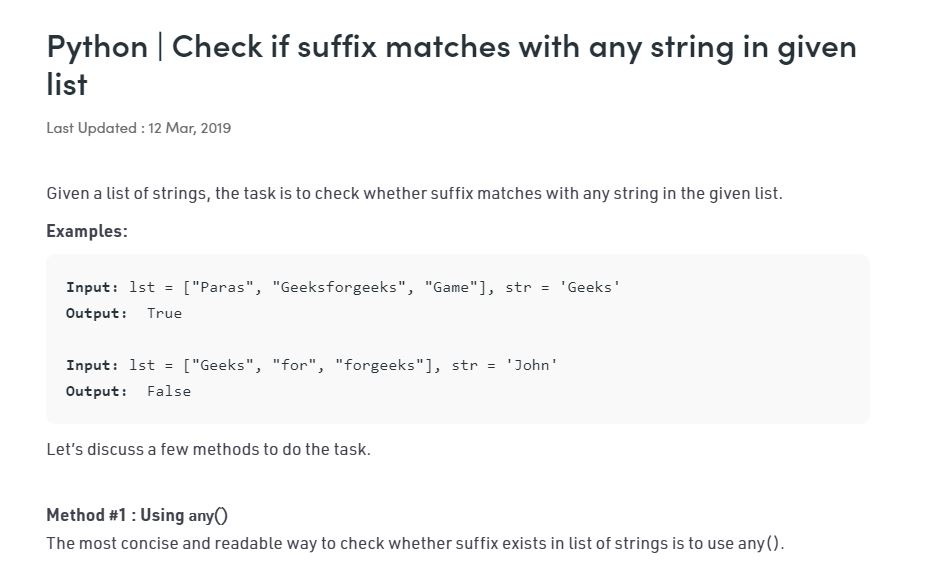 Python | Check if suffix matches with any string in given
list
Last Updated : 12 Mar, 2019
Given a list of strings, the task is to check whether suffix matches with any string in the given list.
Examples:
Input: lst = ["Paras", "Geeksforgeeks", "Game"], str = 'Geeks'
Output:  True
Input: lst = ["Geeks", "for", "forgeeks"], str = 'John'
Output:  False
Let's discuss a few methods to do the task.
Method #1 : Using any()
The most concise and readable way to check whether suffix exists in list of strings is to use any().